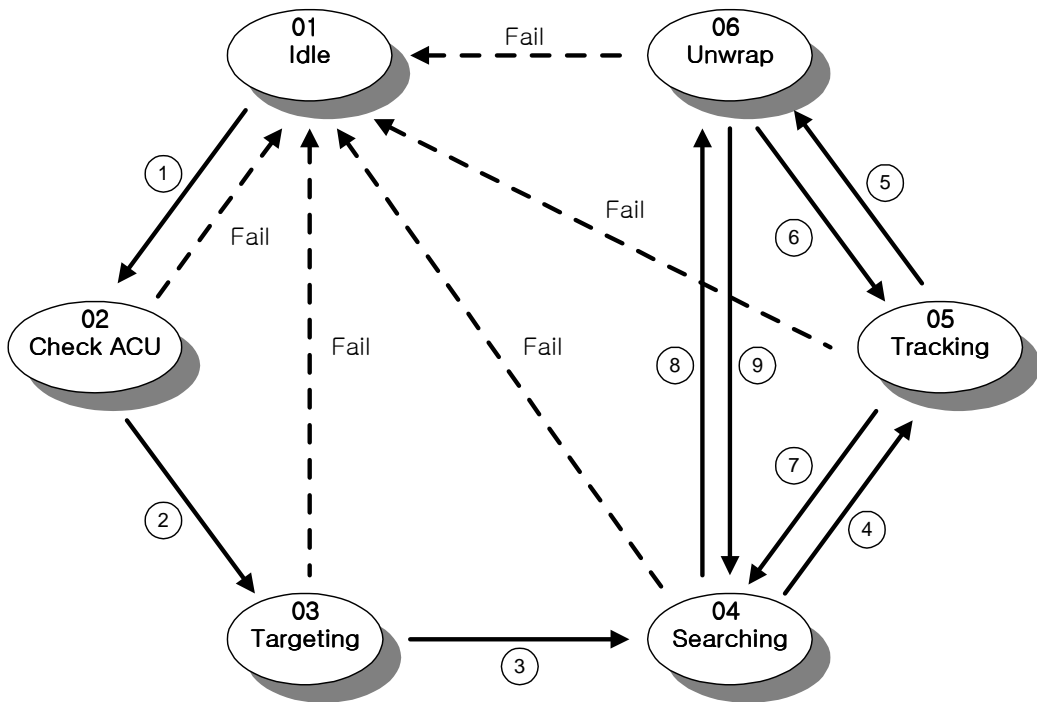 01
Idle
06
Unwrap
Fail
1
5
Fail
6
Fail
02
Check ACU
Fail
Fail
8
9
05
Tracking
7
2
4
03
Targeting
3
04
Searching